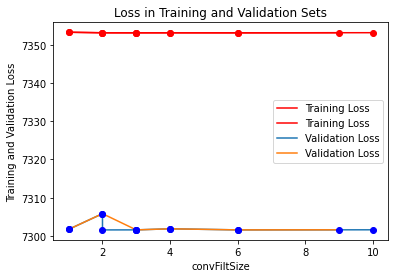 Loss in Training and Validation Sets
Training and Validation Loss
7350
7340
7330
7320
7310
7300
Training Loss
Training Loss
Validation Loss
Validation Loss
2 4 6 8 10
convFiltSize